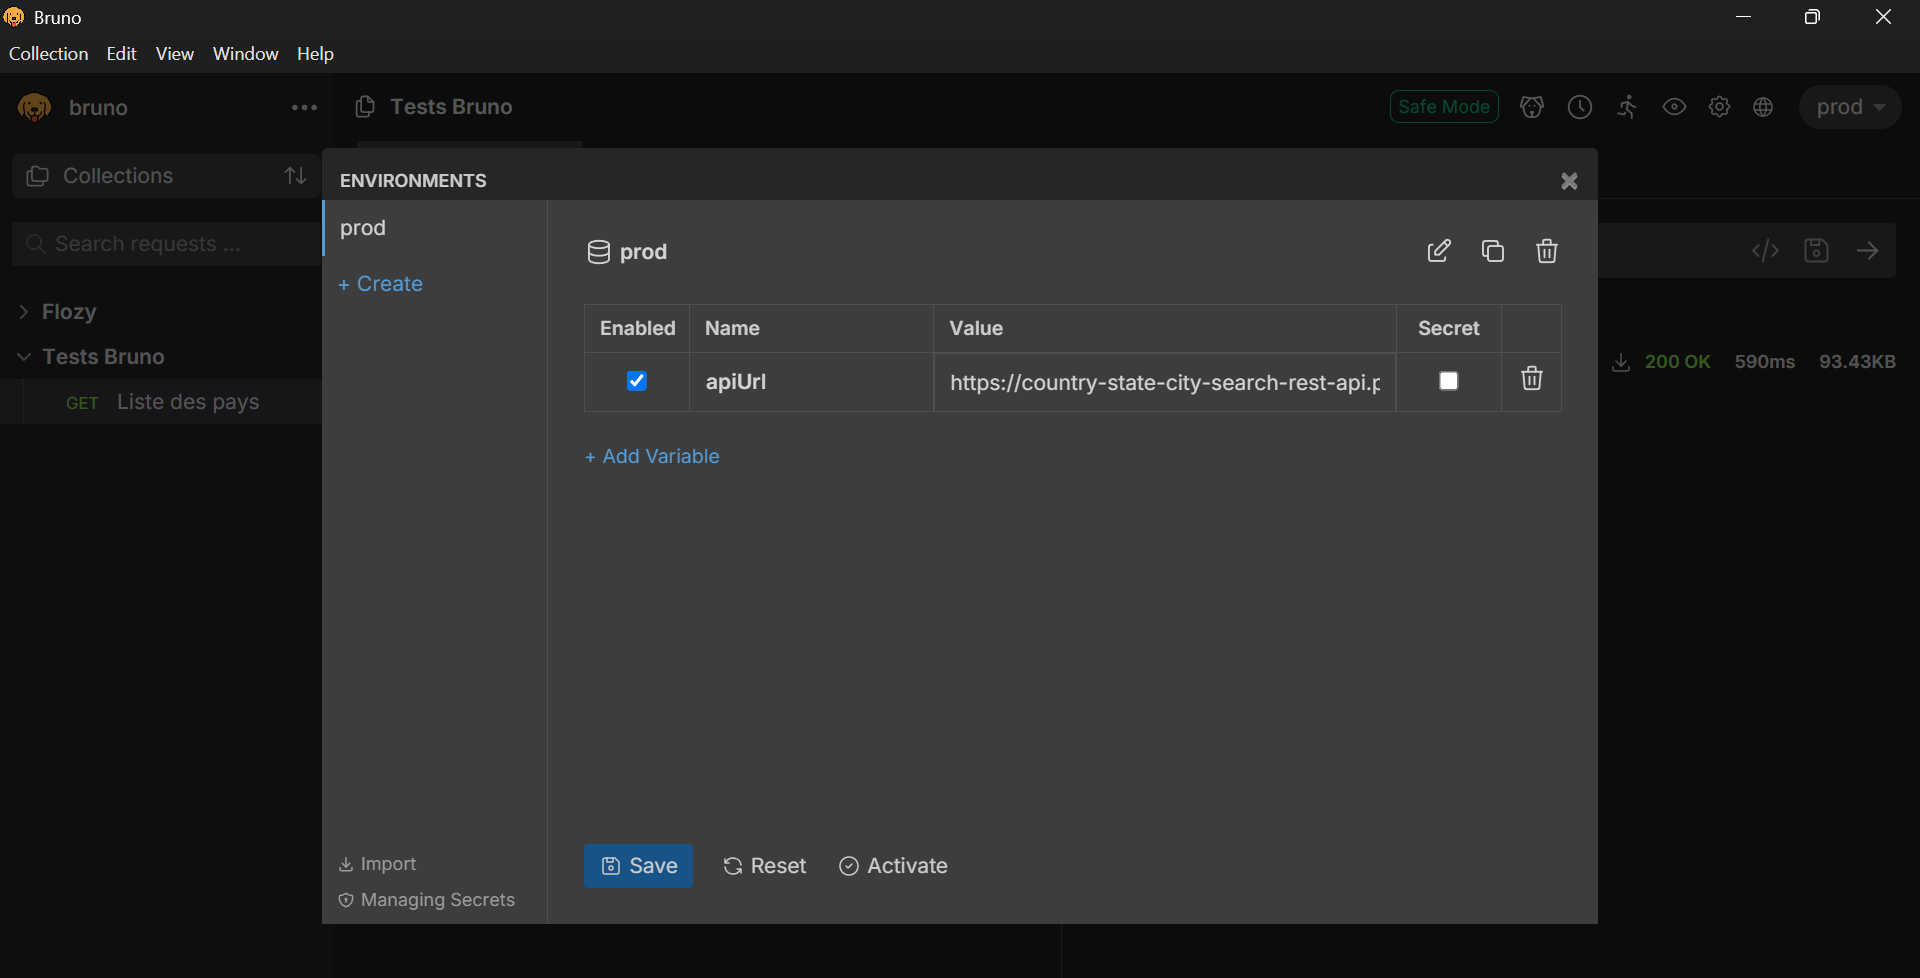 Bruno
Collection Edit View Window Help
bruno
Tests Bruno
Safe Mode
prod
Collections
Search requests ...
Flozy
Tests Bruno
GET Liste des pays
ENVIRONMENTS
prod
+ Create
Import
Managing Secrets
prod
Enabled Name Value Secret
apiUrl https://country-state-city-search-rest-api.p
+ Add Variable
Save Reset Activate
200 OK 590ms 93.43KB